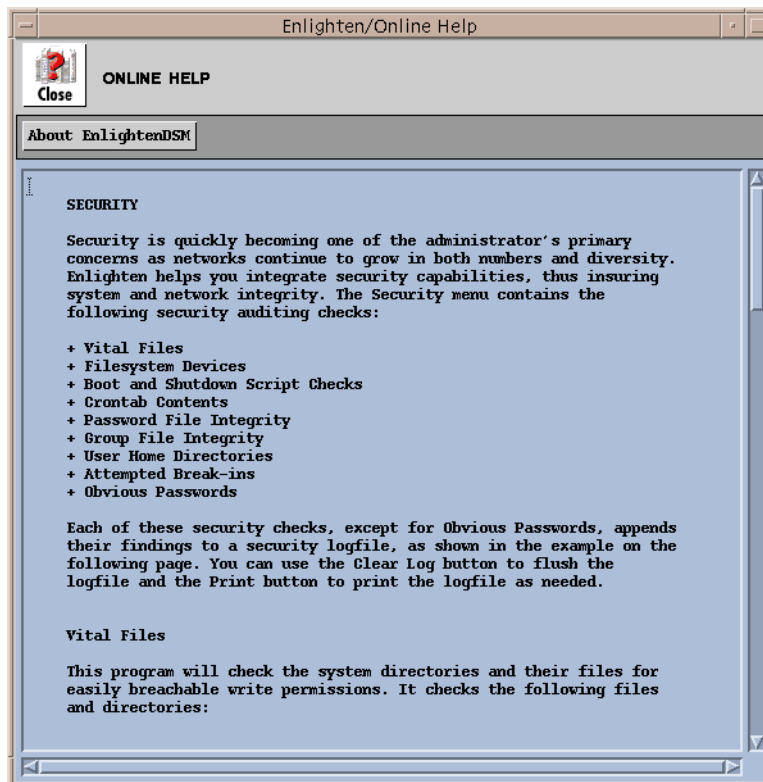 Enlighten/Online Help
Close
ONLINE HELP
About EnlightenDSM
SECURITY
Security is quickly becoming one of the administrator's primary
concerns as networks continue to grow in both numbers and diversity.
Enlighten helps you integrate security capabilities, thus insuring
system and network integrity. The Security menu contains the
following security auditing checks:
+ Vital Files
+ Filesystem Devices
+ Boot and Shutdown Script Checks
+ Crontab Contents
+ Password File Integrity
+ Group File Integrity
+ User Home Directories
+ Attempted Break-ins
+ Obvious Passwords
Each of these security checks, except for Obvious Passwords, appends
their findings to a security logfile, as shown in the example on the
following page. You can use the Clear Log button to flush the
logfile and the Print button to print the logfile as needed.
Vital Files
This program will check the system directories and their files for
easily breachable write permissions. It checks the following files
and directories: